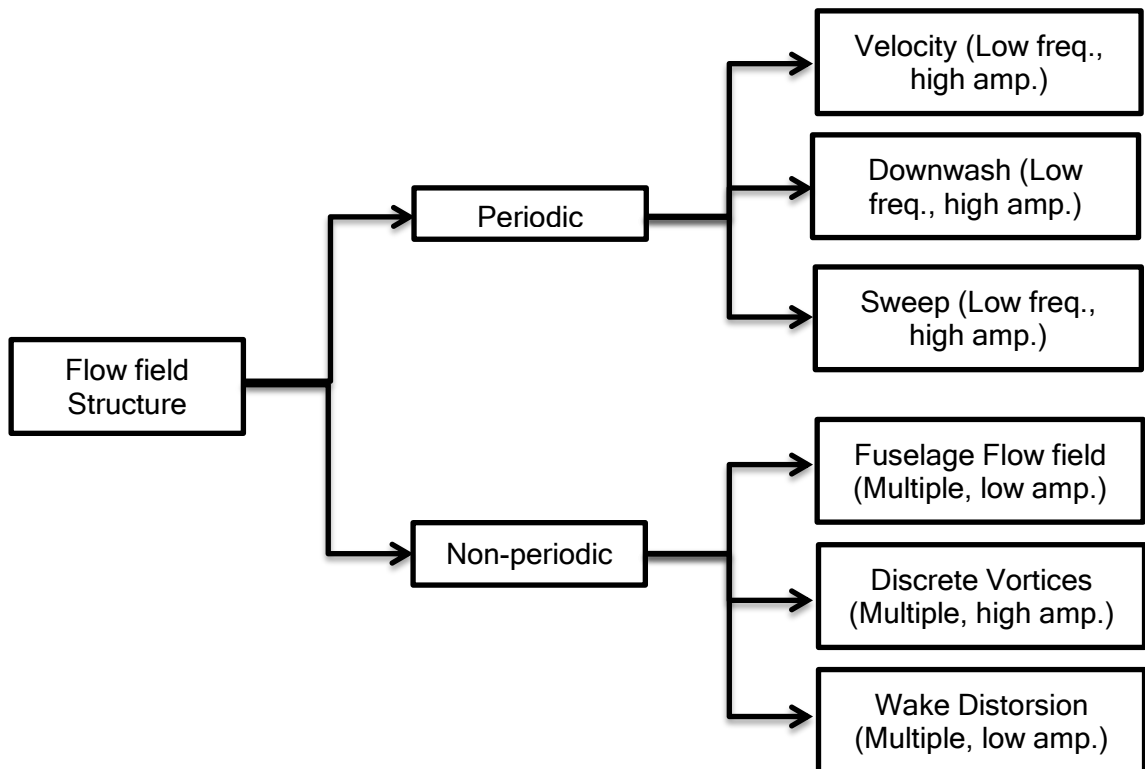 Velocity (Low freq.,
high amp.)
Downwash (Low
freq., high amp.)
Periodic
Sweep (Low freq.,
high amp.)
Flow field
Structure
Fuselage Flow field
(Multiple, low amp.)
Non-periodic
Discrete Vortices
(Multiple, high amp.)
Wake Distorsion
(Multiple, low amp.)